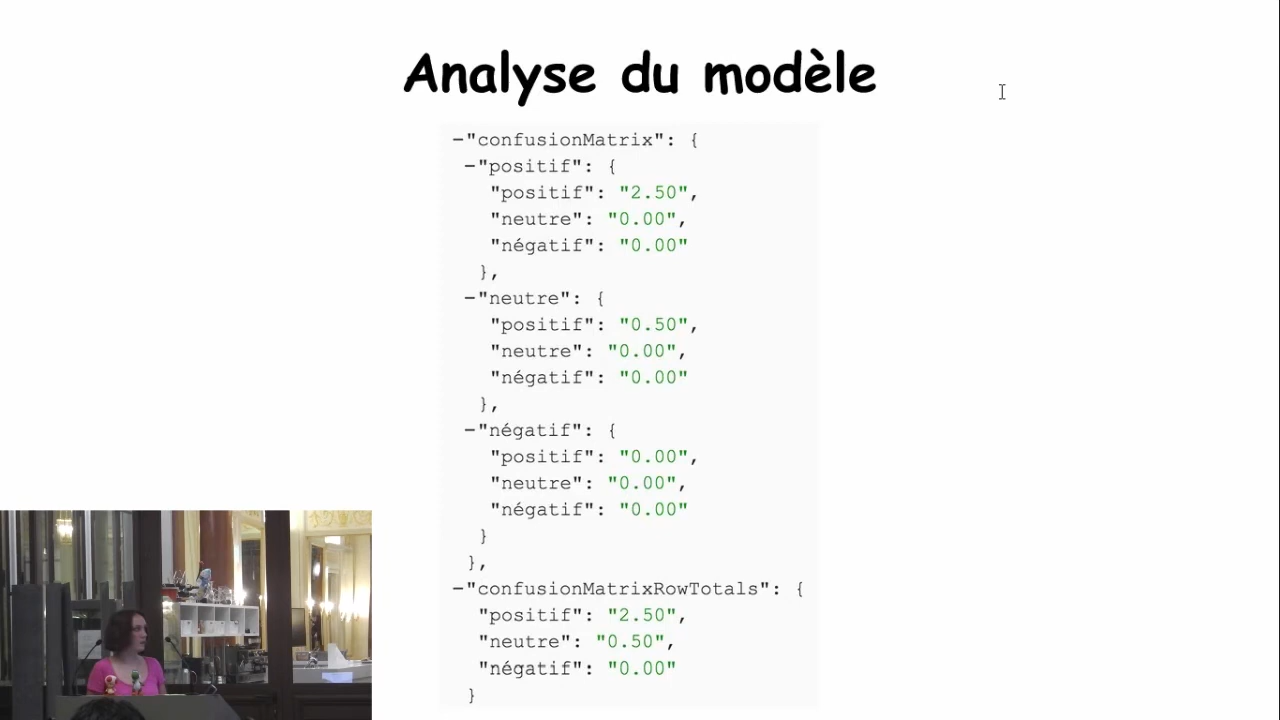 Analyse du modèle
−"confusionMatrix": {
−"positif": {
"positif": "2.50",
"neutre": "0.00",
"négatif": "0.00"
},
−"neutre": {
"positif": "0.50",
"neutre": "0.00",
"négatif": "0.00"
},
−"négatif": {
"positif": "0.00",
"neutre": "0.00",
"négatif": "0.00"
}
},
−"confusionMatrixRowTotals": {
"positif": "2.50",
"neutre": "0.50",
"négatif": "0.00"
}